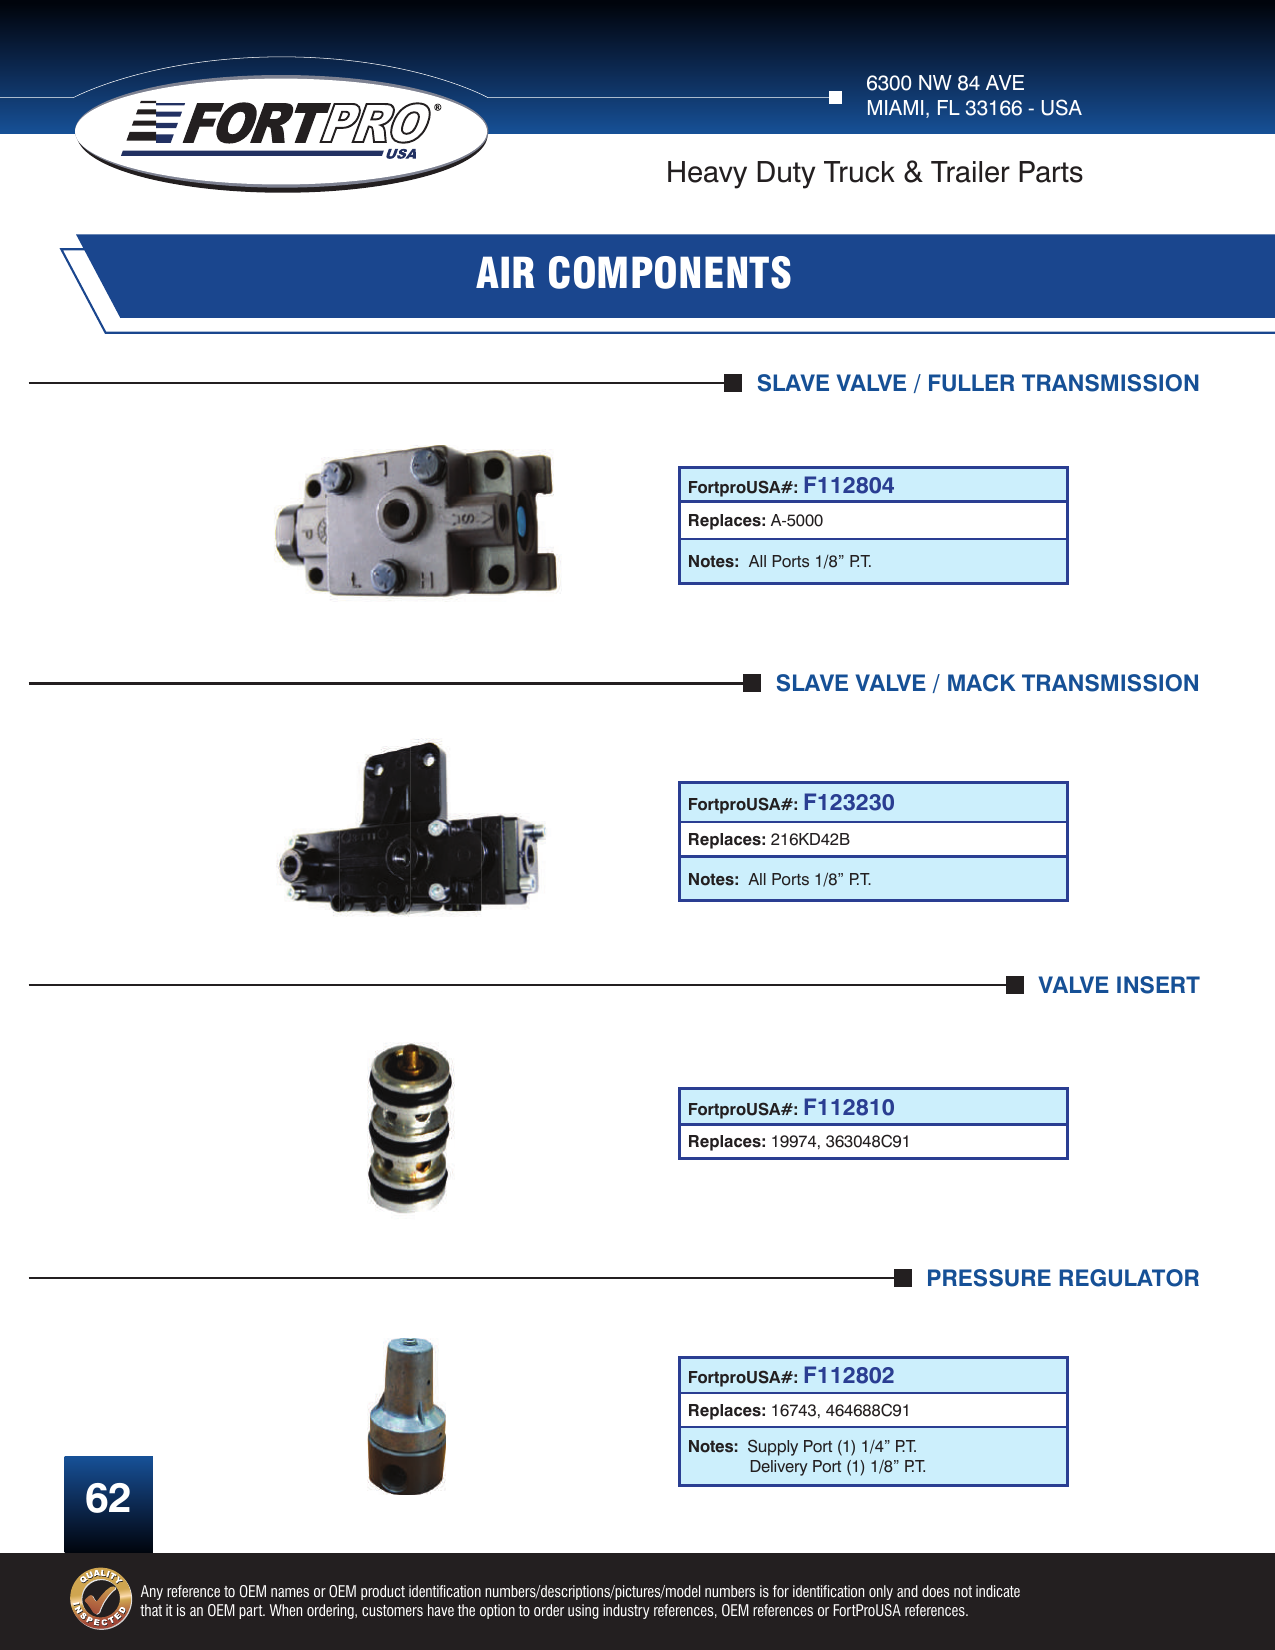 6300 NW 84 AVE
MIAMI, FL 33166 - USA
FORTPRO®
USA
Heavy Duty Truck & Trailer Parts
AIR COMPONENTS
SLAVE VALVE / FULLER TRANSMISSION
FortproUSA#: F112804
Replaces: A-5000
Notes: All Ports 1/8” P.T.
SLAVE VALVE / MACK TRANSMISSION
FortproUSA#: F123230
Replaces: 216KD42B
Notes: All Ports 1/8” P.T.
VALVE INSERT
FortproUSA#: F112810
Replaces: 19974, 363048C91
PRESSURE REGULATOR
FortproUSA#: F112802
Replaces: 16743, 464688C91
Notes: Supply Port (1) 1/4” P.T.
Delivery Port (1) 1/8” P.T.
62
QUALITY
INSPECTED
Any reference to OEM names or OEM product identification numbers/descriptions/pictures/model numbers is for identification only and does not indicate
that it is an OEM part. When ordering, customers have the option to order using industry references, OEM references or FortProUSA references.